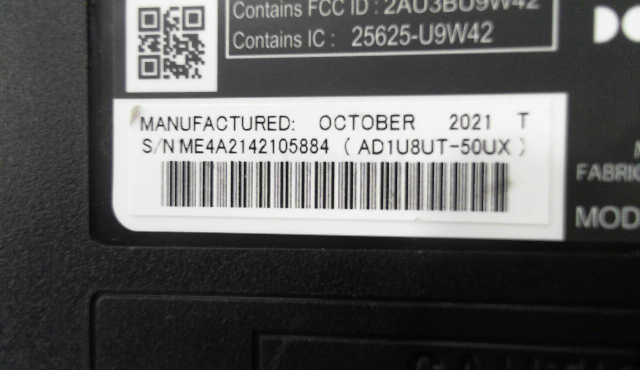 Contains FCC ID : 2AU3BU9W42
Contains IC : 25625-U9W42
MANUFACTURED: OCTOBER 2021 T
S/N ME4A2142105884 ( AD1U8UT-50UX )
FABRIC
MOD